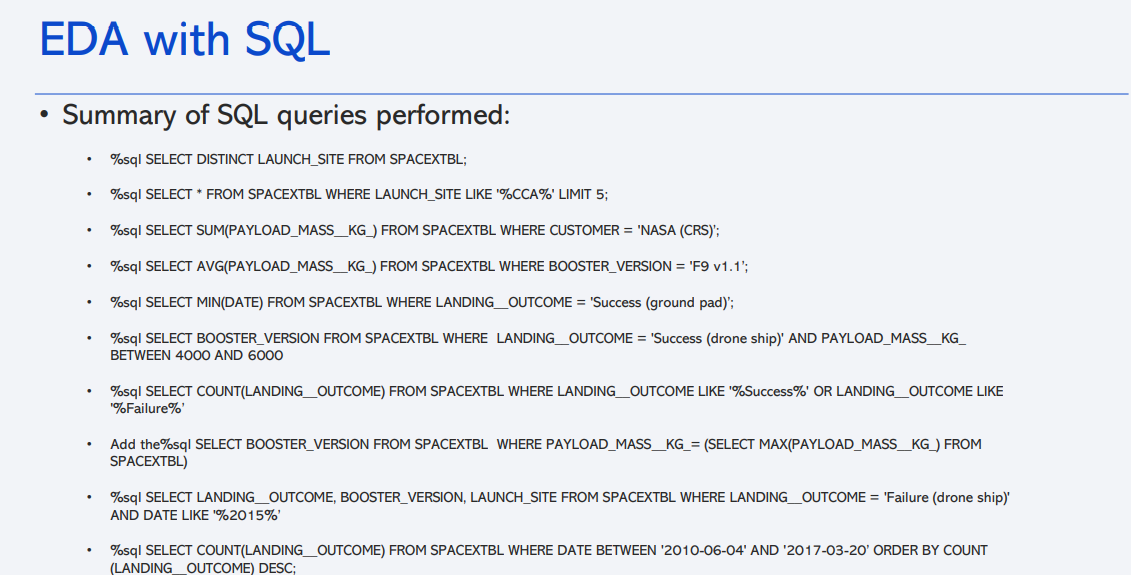 EDA with SQL
• Summary of SQL queries performed:
• %sql SELECT DISTINCT LAUNCH_SITE FROM SPACEXTBL;
• %sql SELECT * FROM SPACEXTBL WHERE LAUNCH_SITE LIKE '%CCA%' LIMIT 5;
• %sql SELECT SUM(PAYLOAD_MASS__KG_) FROM SPACEXTBL WHERE CUSTOMER = 'NASA (CRS)';
• %sql SELECT AVG(PAYLOAD_MASS__KG_) FROM SPACEXTBL WHERE BOOSTER_VERSION = 'F9 v1.1';
• %sql SELECT MIN(DATE) FROM SPACEXTBL WHERE LANDING__OUTCOME = 'Success (ground pad)';
• %sql SELECT BOOSTER_VERSION FROM SPACEXTBL WHERE  LANDING__OUTCOME = 'Success (drone ship)' AND PAYLOAD_MASS__KG_
BETWEEN 4000 AND 6000
• %sql SELECT COUNT(LANDING__OUTCOME) FROM SPACEXTBL WHERE LANDING__OUTCOME LIKE '%Success%' OR LANDING__OUTCOME LIKE
'%Failure%’
• Add the%sql SELECT BOOSTER_VERSION FROM SPACEXTBL  WHERE PAYLOAD_MASS__KG_= (SELECT MAX(PAYLOAD_MASS__KG_) FROM
SPACEXTBL)
• %sql SELECT LANDING__OUTCOME, BOOSTER_VERSION, LAUNCH_SITE FROM SPACEXTBL WHERE LANDING__OUTCOME = 'Failure (drone ship)'
AND DATE LIKE '%2015%’
• %sql SELECT COUNT(LANDING__OUTCOME) FROM SPACEXTBL WHERE DATE BETWEEN '2010-06-04' AND '2017-03-20' ORDER BY COUNT
(LANDING__OUTCOME) DESC;